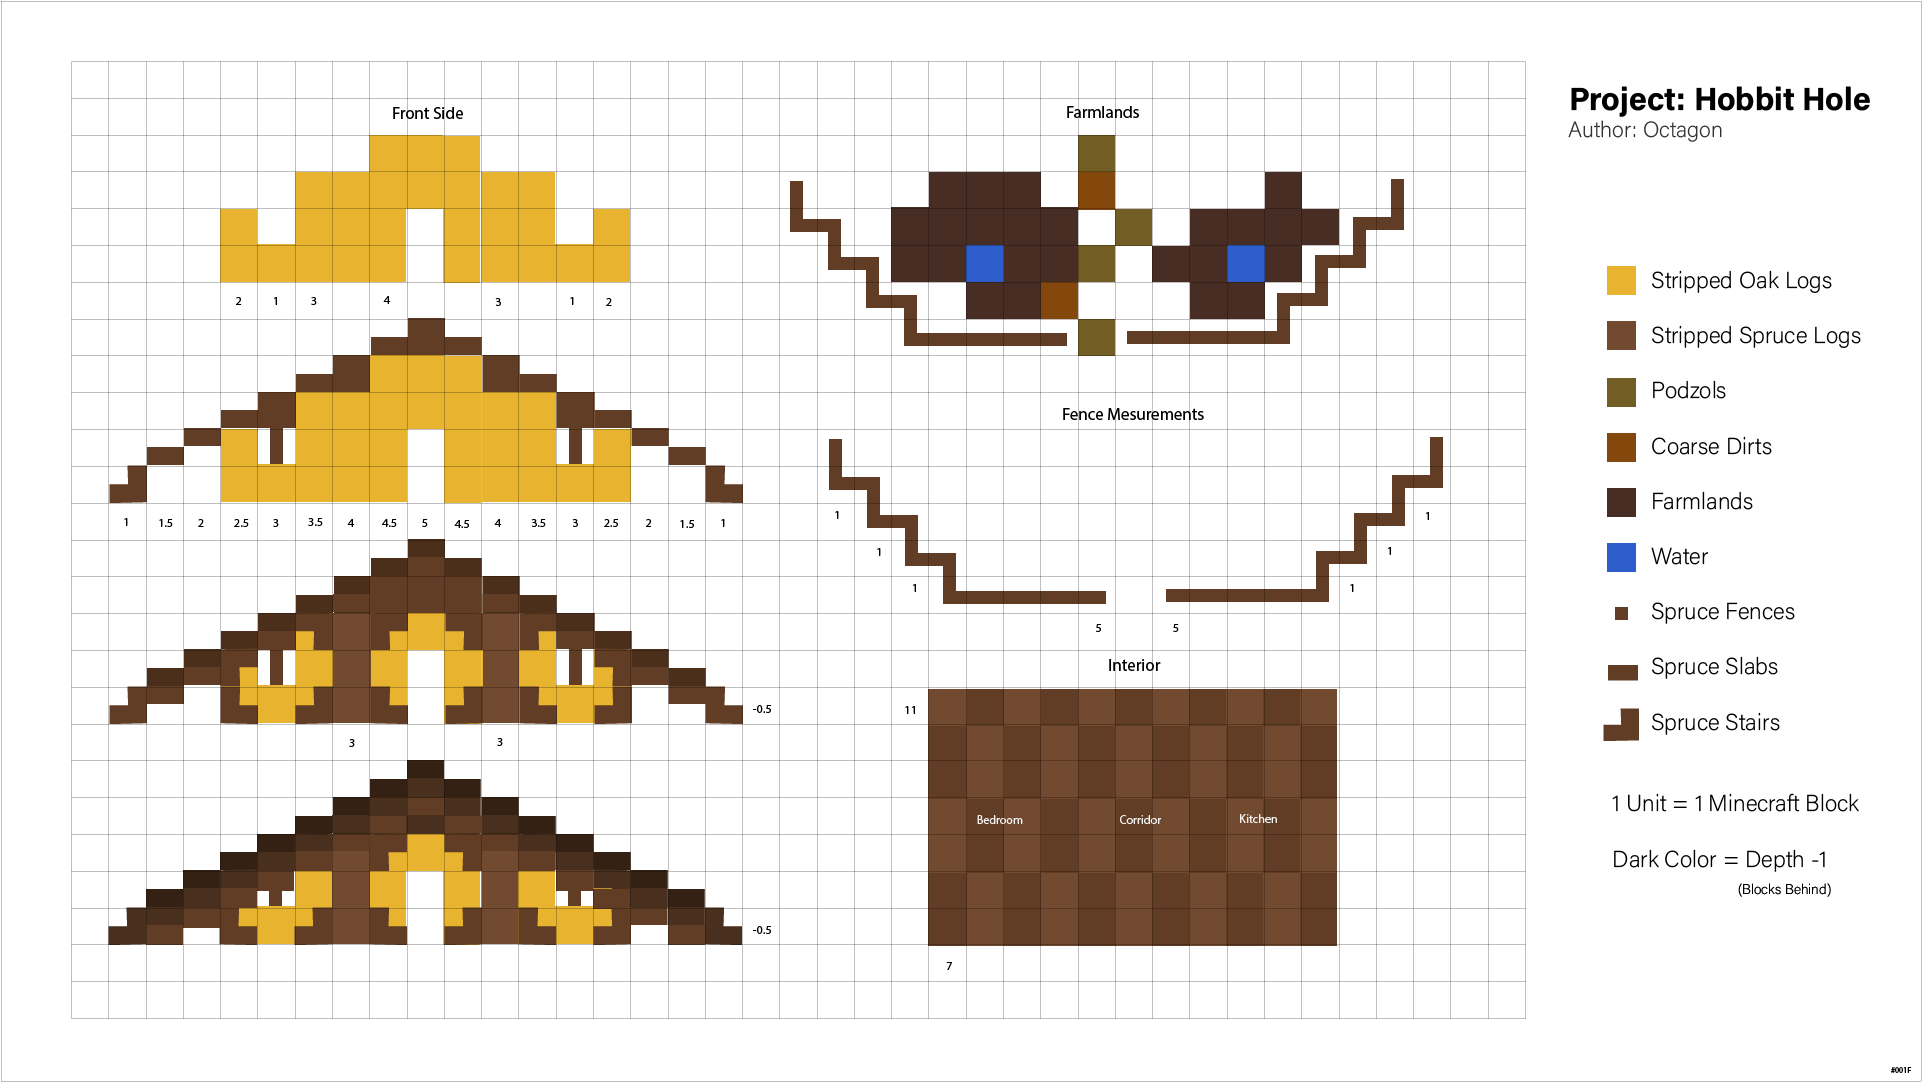 Project: Hobbit Hole
Author: Octagon
Front Side
2 1 3 4 3 1 2
1 1.5 2 2.5 3 3.5 4 4.5 5 4.5 4 3.5 3 2.5 2 1.5 1
-0.5
3 3
-0.5
Farmlands
Fence Mesurements
1 1
1 1
1 1
5 5
Interior
11
Bedroom Corridor Kitchen
7
Stripped Oak Logs
Stripped Spruce Logs
Podzols
Coarse Dirts
Farmlands
Water
Spruce Fences
Spruce Slabs
Spruce Stairs
1 Unit = 1 Minecraft Block
Dark Color = Depth -1
(Blocks Behind)
#001F